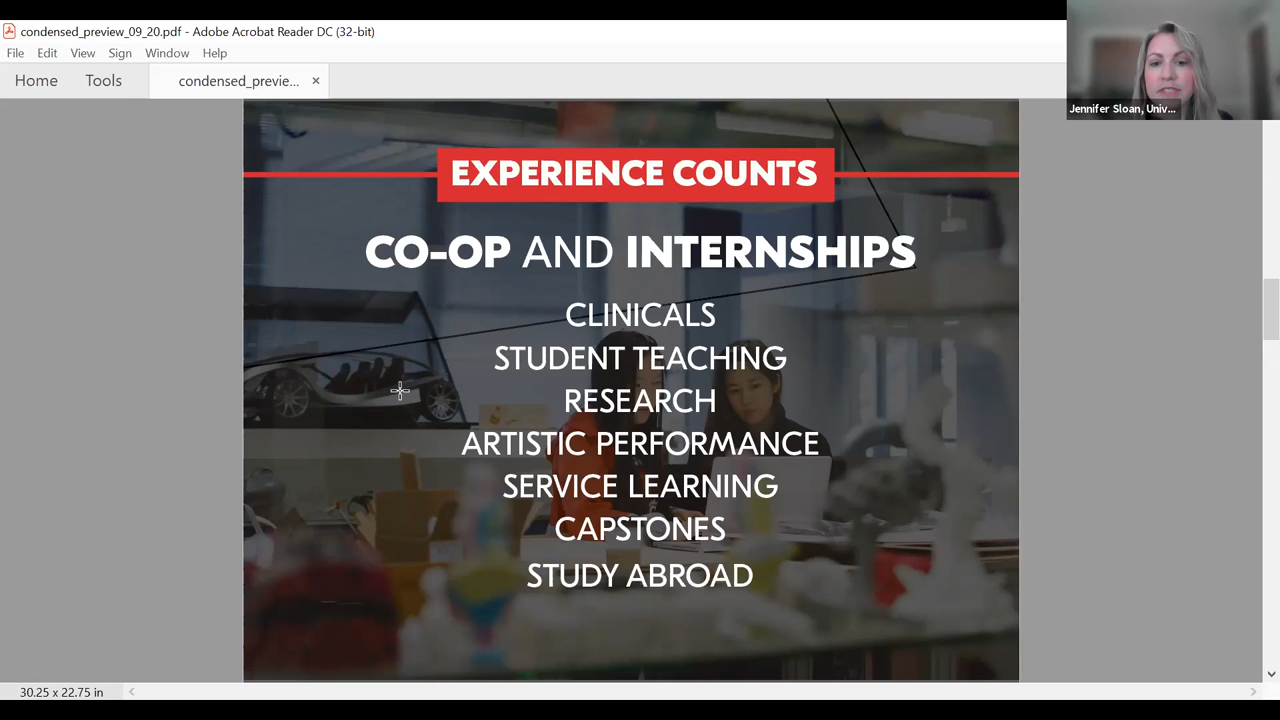 condensed_preview_09_20.pdf - Adobe Acrobat Reader DC (32-bit)
File Edit View Sign Window Help
Home Tools condensed_previe... ×
Jennifer Sloan, Univ...
EXPERIENCE COUNTS
CO-OP AND INTERNSHIPS
CLINICALS
STUDENT TEACHING
RESEARCH
ARTISTIC PERFORMANCE
SERVICE LEARNING
CAPSTONES
STUDY ABROAD
30.25 x 22.75 in